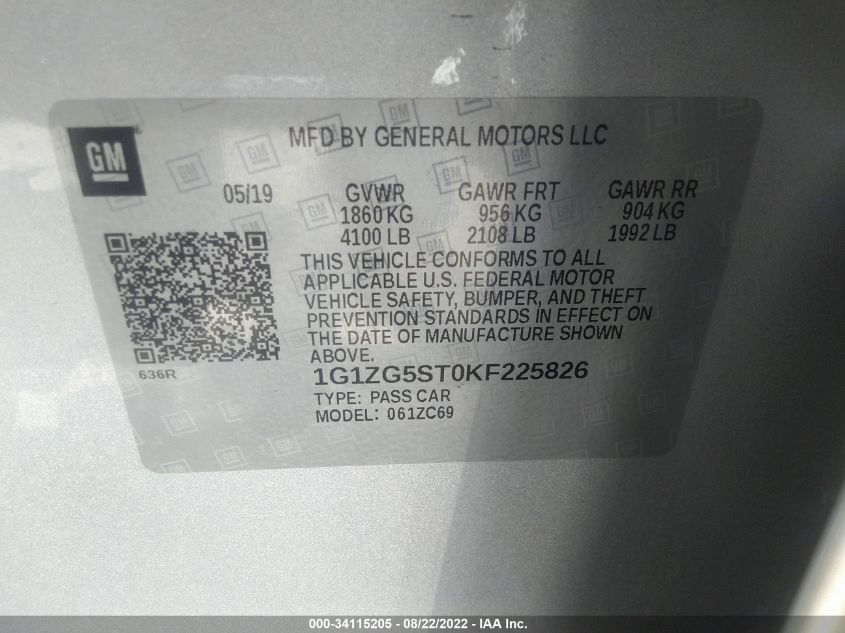 GM
MFD BY GENERAL MOTORS LLC
05/19 GVWR GAWR FRT GAWR RR
1860 KG 956 KG 904 KG
4100 LB 2108 LB 1992 LB
THIS VEHICLE CONFORMS TO ALL
APPLICABLE U.S. FEDERAL MOTOR
VEHICLE SAFETY, BUMPER, AND THEFT
PREVENTION STANDARDS IN EFFECT ON
THE DATE OF MANUFACTURE SHOWN
ABOVE.
636R
1G1ZG5ST0KF225826
TYPE: PASS CAR
MODEL: 061ZC69
000-34115205 - 08/22/2022 - IAA Inc.